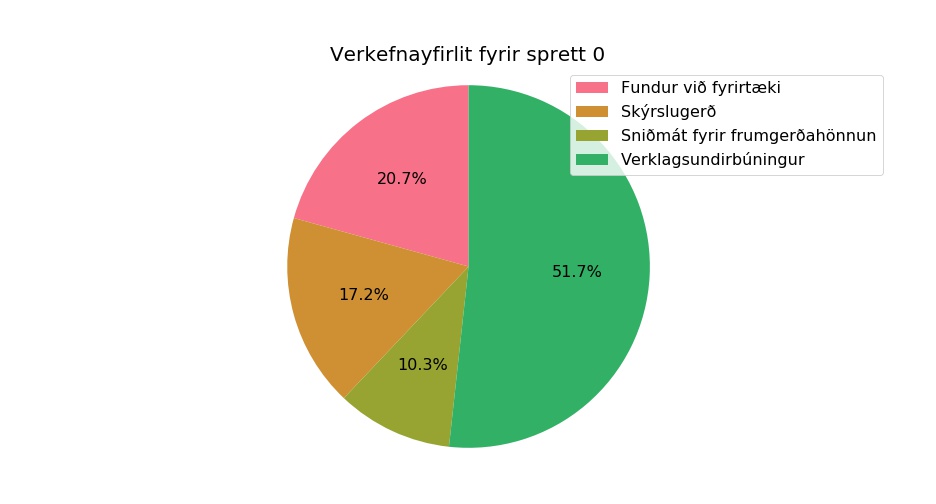 Verkefnayfirlit fyrir sprett 0
Fundur við fyrirtæki
Skýrslugerð
Sniðmát fyrir frumgerðahönnun
Verklagsundirbúningur
20.7%
51.7%
17.2%
10.3%